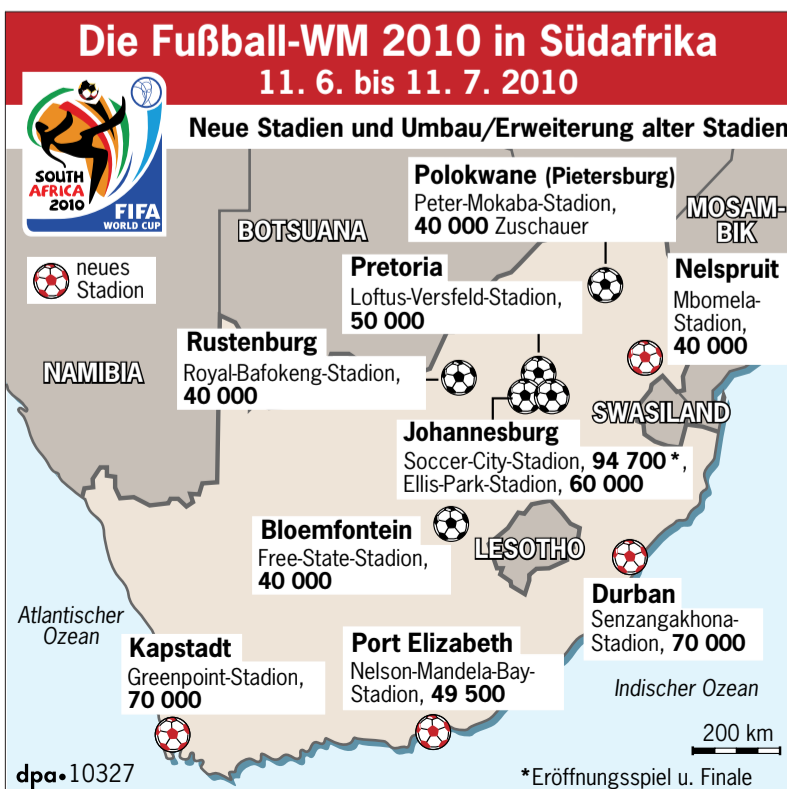 Die Fußball-WM 2010 in Südafrika
11. 6. bis 11. 7. 2010
Neue Stadien und Umbau/Erweiterung alter Stadien
SOUTH
AFRICA
2010
FIFA
WORLD CUP
neues
Stadion
Polokwane (Pietersburg)
Peter-Mokaba-Stadion,
40 000 Zuschauer
MOSAM-
BIK
BOTSUANA
Pretoria
Loftus-Versfeld-Stadion,
50 000
Nelspruit
Mbomela-
Stadion,
40 000
Rustenburg
Royal-Bafokeng-Stadion,
40 000
NAMIBIA
SWASILAND
Johannesburg
Soccer-City-Stadion, 94 700 *,
Ellis-Park-Stadion, 60 000
Bloemfontein
Free-State-Stadion,
40 000
LESOTHO
Durban
Senzangakhona-
Stadion, 70 000
Atlantischer
Ozean
Kapstadt
Greenpoint-Stadion,
70 000
Port Elizabeth
Nelson-Mandela-Bay-
Stadion, 49 500
Indischer Ozean
200 km
dpa•10327
*Eröffnungsspiel u. Finale